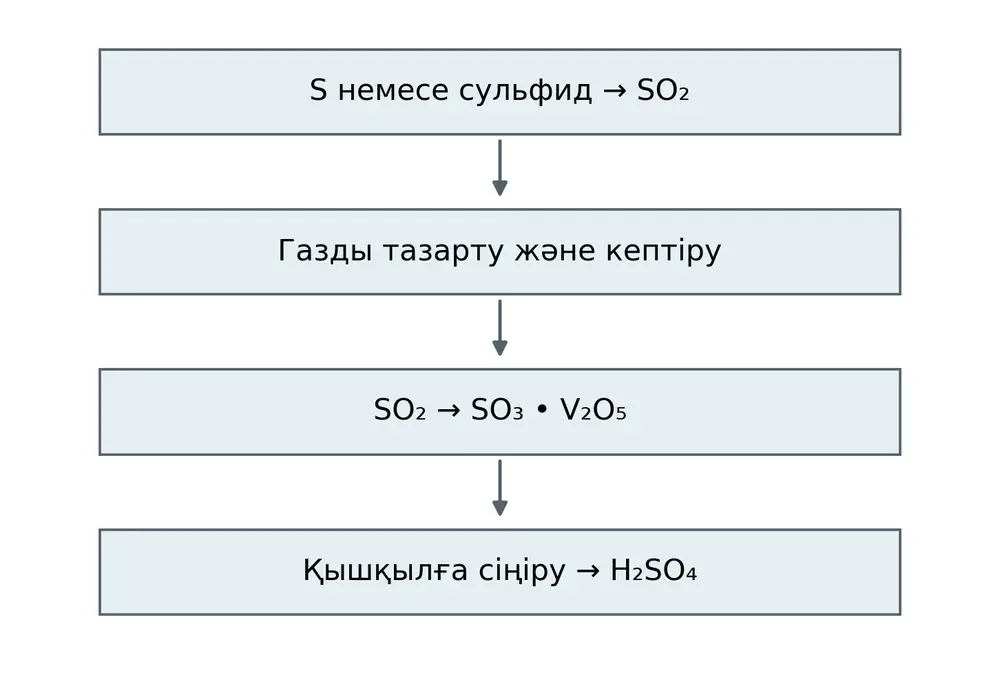 S немесе сульфид → SO₂
Газды тазарту және кептіру
SO₂ → SO₃ • V₂O₅
Қышқылға сіңіру → H₂SO₄